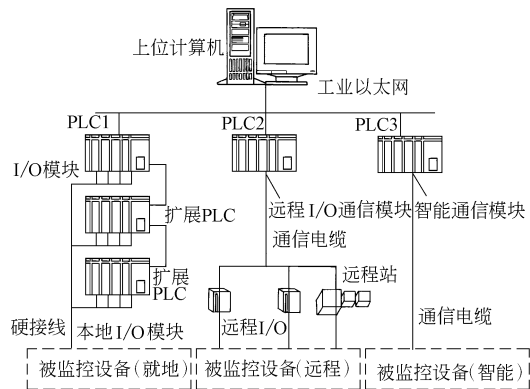 上位计算机
工业以太网
PLC1
PLC2
PLC3
I/O模块
扩展PLC
远程I/O通信模块
智能通信模块
通信电缆
扩展
PLC
远程站
硬接线
本地I/O模块
远程I/O
通信电缆
被监控设备(就地)
被监控设备(远程)
被监控设备(智能)